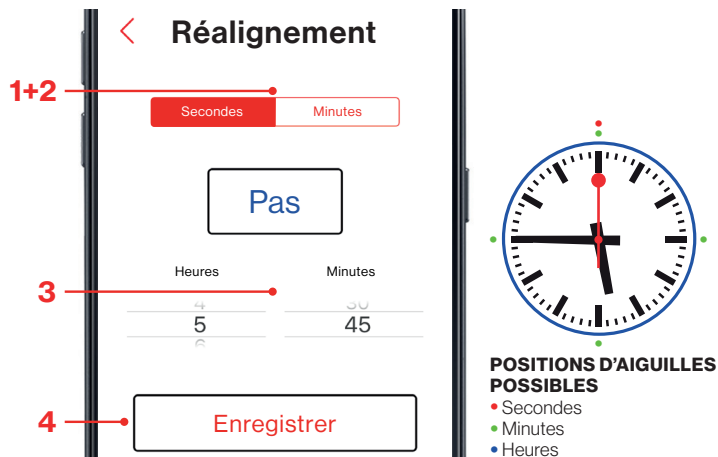 Réalignement
1+2
Secondes Minutes
Pas
Heures Minutes
3
4 30
5 45
6
4
Enregistrer
POSITIONS D'AIGUILLES
POSSIBLES
• Secondes
• Minutes
• Heures